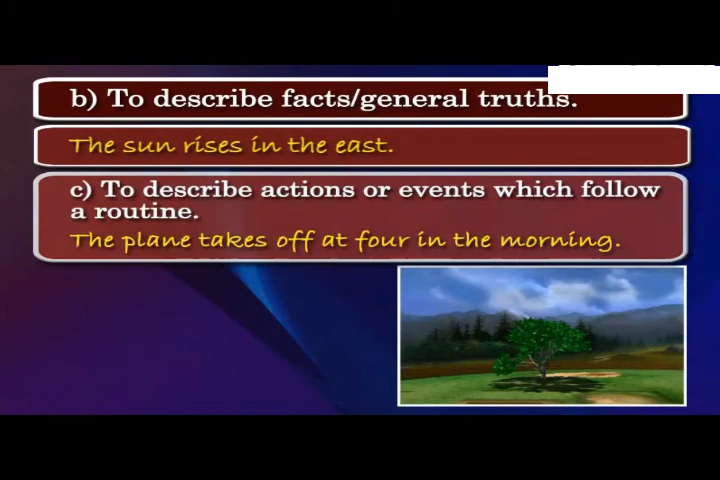 b) To describe facts/general truths.
The sun rises in the east.
c) To describe actions or events which follow
a routine.
The plane takes off at four in the morning.